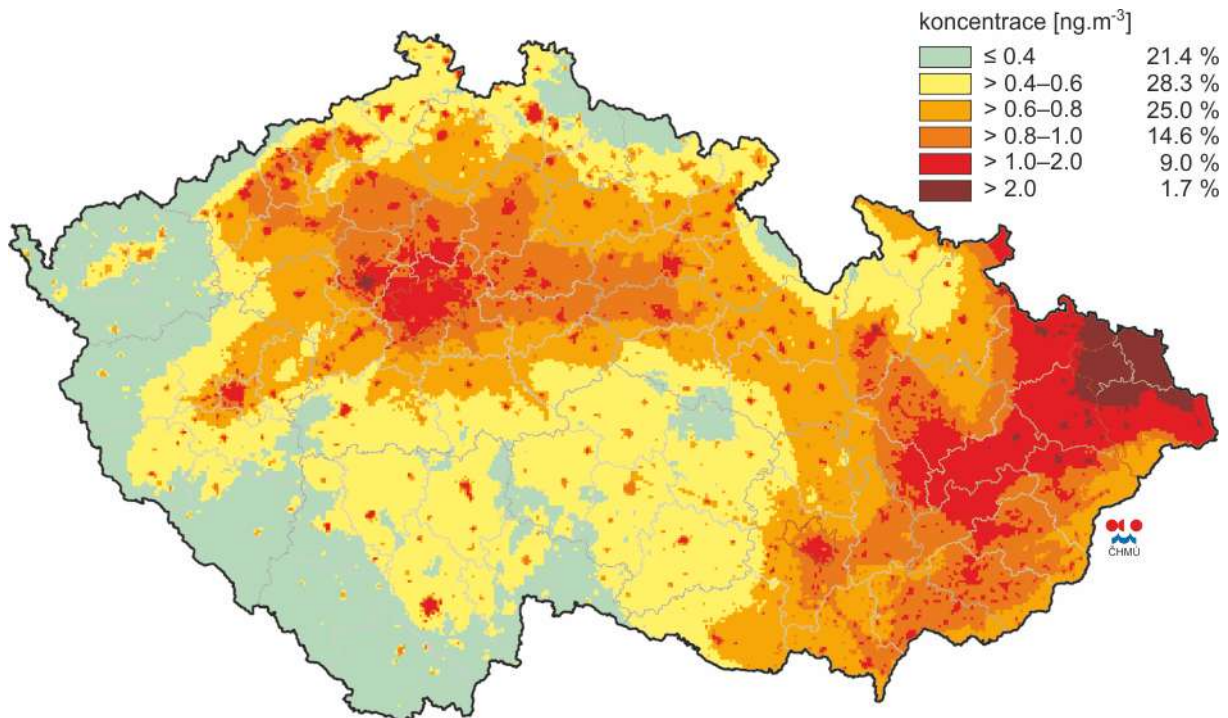 koncentrace [ng.m⁻³]
≤ 0.4 21.4 %
> 0.4–0.6 28.3 %
> 0.6–0.8 25.0 %
> 0.8–1.0 14.6 %
> 1.0–2.0 9.0 %
> 2.0 1.7 %
ČHMÚ